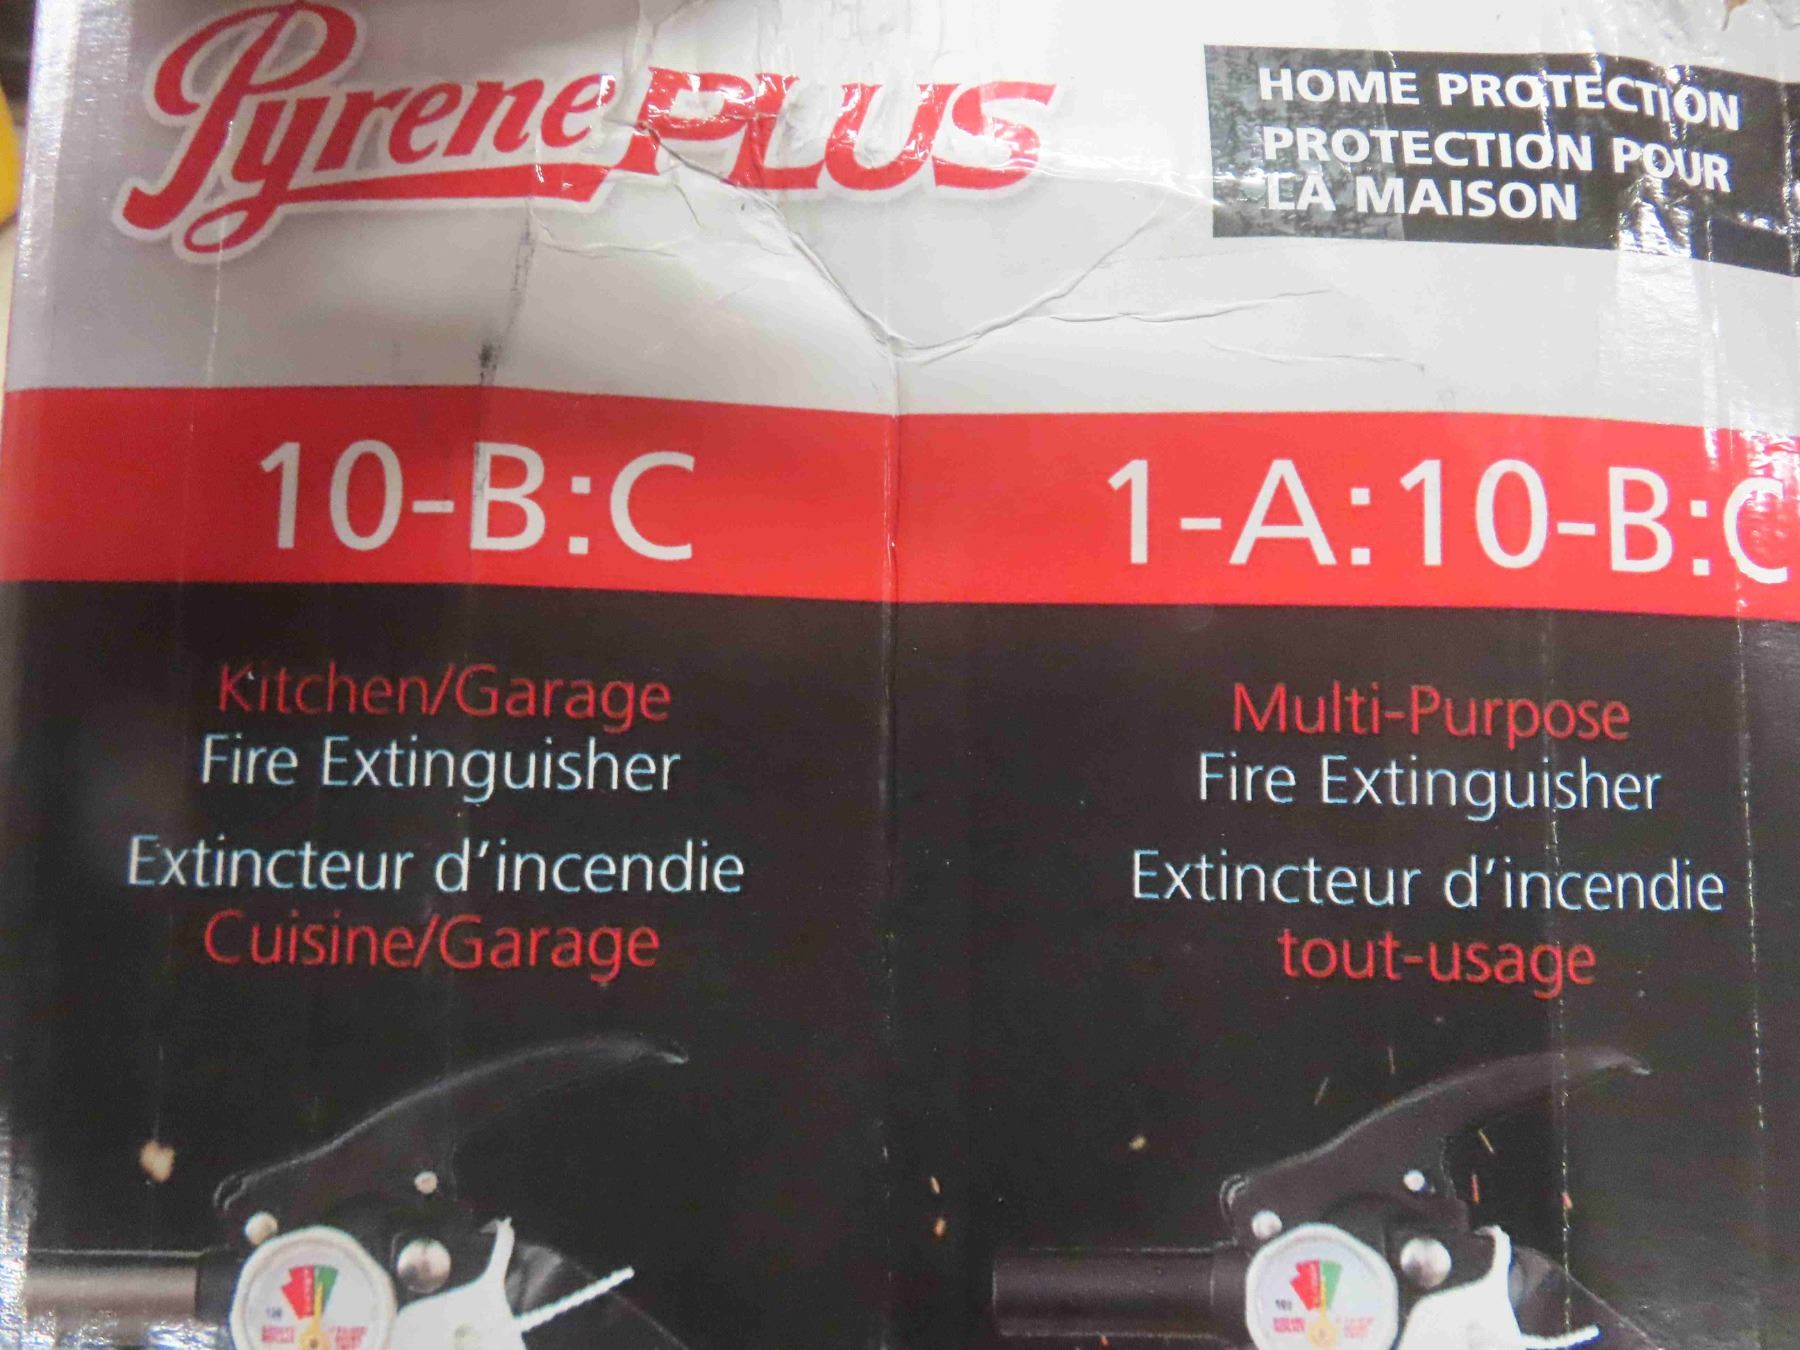 Pyrene PLUS
HOME PROTECTION
PROTECTION POUR
LA MAISON
10-B:C
1-A:10-B:C
Kitchen/Garage
Fire Extinguisher
Extincteur d'incendie
Cuisine/Garage
Multi-Purpose
Fire Extinguisher
Extincteur d'incendie
tout-usage